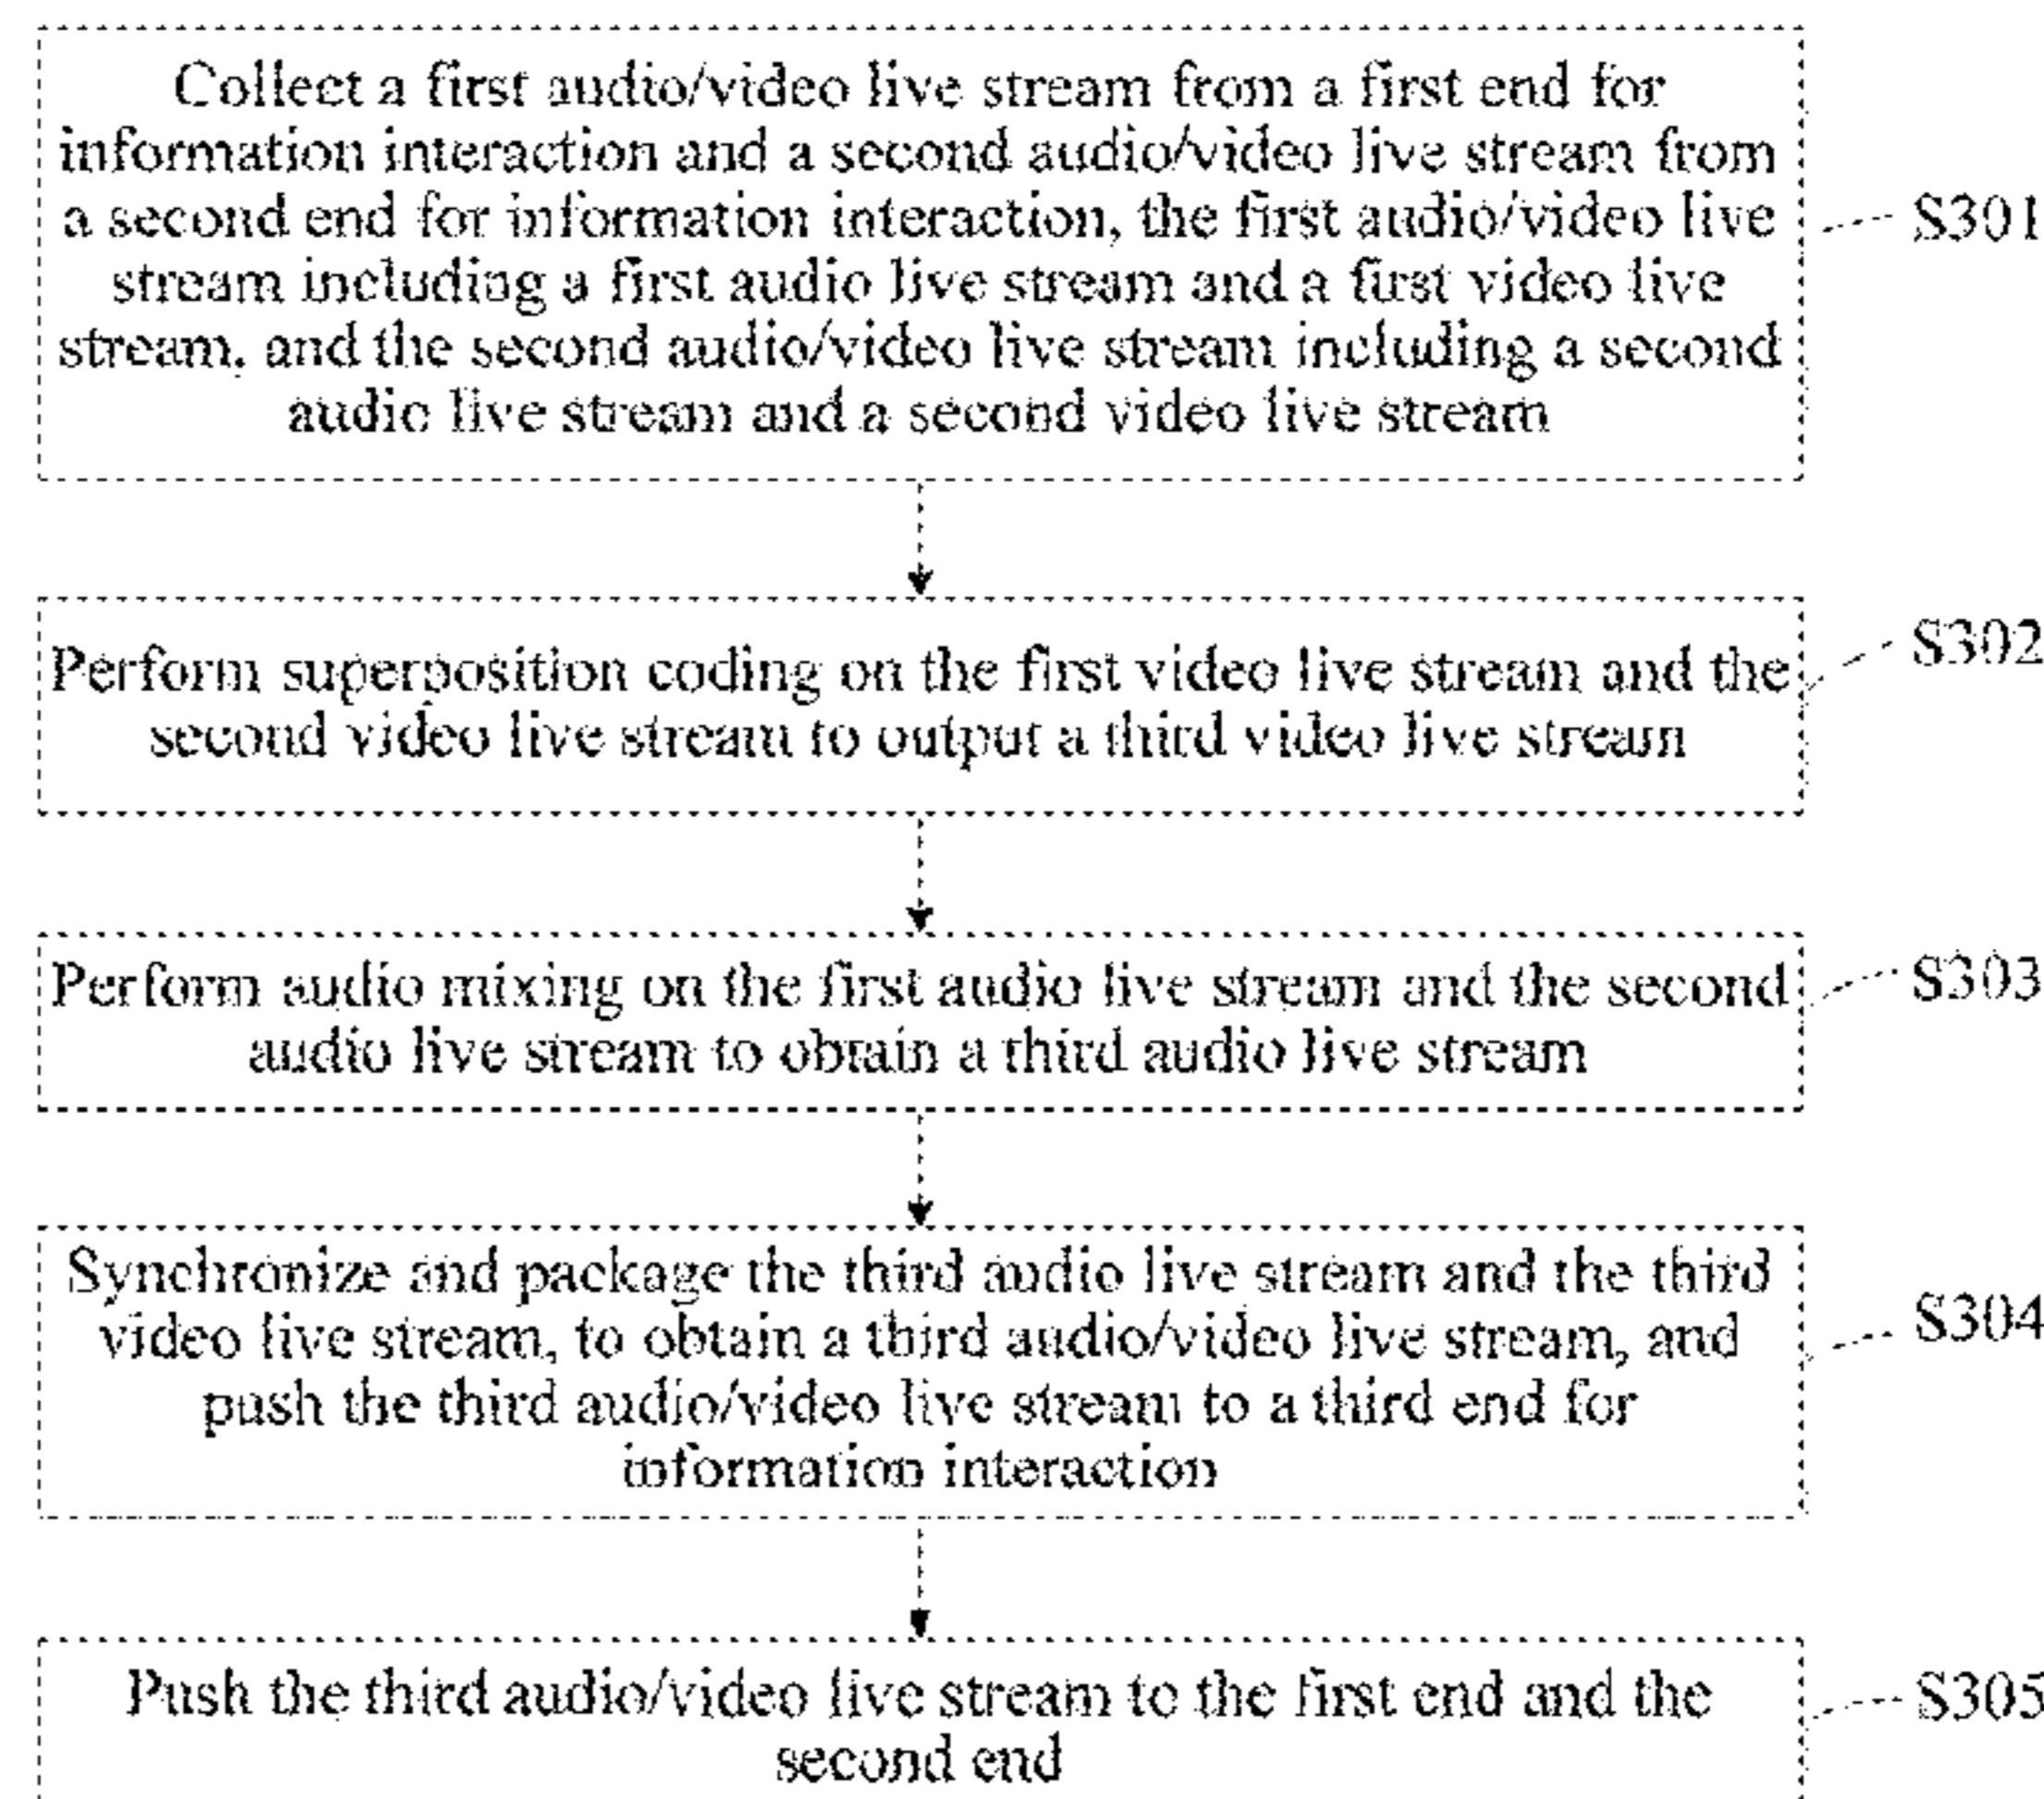 Collect a first audio/video live stream from a first end for
information interaction and a second audio/video live stream from
a second end for information interaction, the first audio/video live
stream including a first audio live stream and a first video live
stream, and the second audio/video live stream including a second
audio live stream and a second video live stream
S301
Perform superposition coding on the first video live stream and the
second video live stream to output a third video live stream
S302
Perform audio mixing on the first audio live stream and the second
audio live stream to obtain a third audio live stream
S303
Synchronize and package the third audio live stream and the third
video live stream, to obtain a third audio/video live stream, and
push the third audio/video live stream to a third end for
information interaction
S304
Push the third audio/video live stream to the first end and the
second end
S305